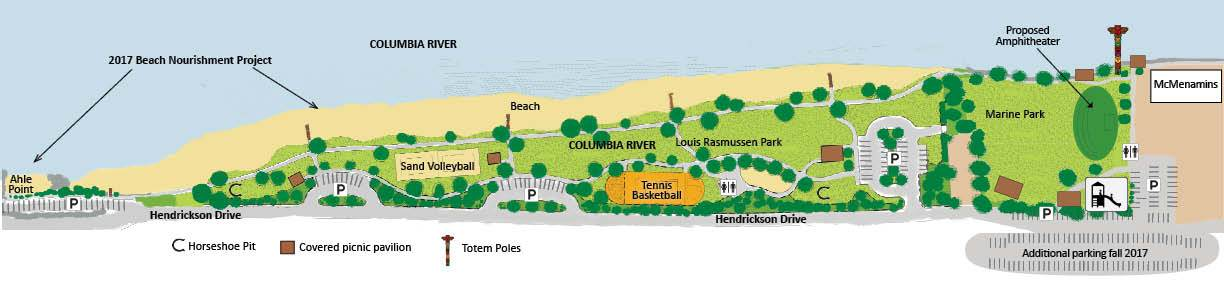 Proposed
Amphitheater
COLUMBIA RIVER
2017 Beach Nourishment Project
McMenamins
Beach
Marine Park
COLUMBIA RIVER
Louis Rasmussen Park
Sand Volleyball
P
Ahle
Point
Tennis
Basketball
P
P
P
P
P
P
Hendrickson Drive
Hendrickson Drive
Horseshoe Pit
Covered picnic pavilion
Totem Poles
Additional parking fall 2017